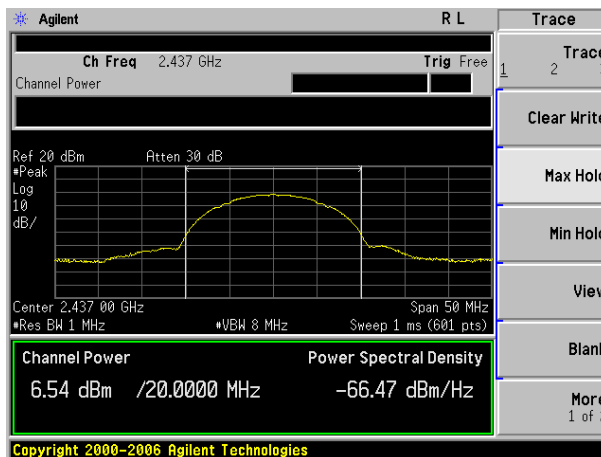 Agilent R L Trace
Ch Freq 2.437 GHz Trig Free
Channel Power
Trace
1 2
Clear Write
Max Hold
Min Hold
View
Blank
More
1 of
Ref 20 dBm Atten 30 dB
#Peak
Log
10
dB/
Center 2.437 00 GHz Span 50 MHz
#Res BW 1 MHz #VBW 8 MHz Sweep 1 ms (601 pts)
Channel Power Power Spectral Density
6.54 dBm /20.0000 MHz -66.47 dBm/Hz
Copyright 2000-2006 Agilent Technologies